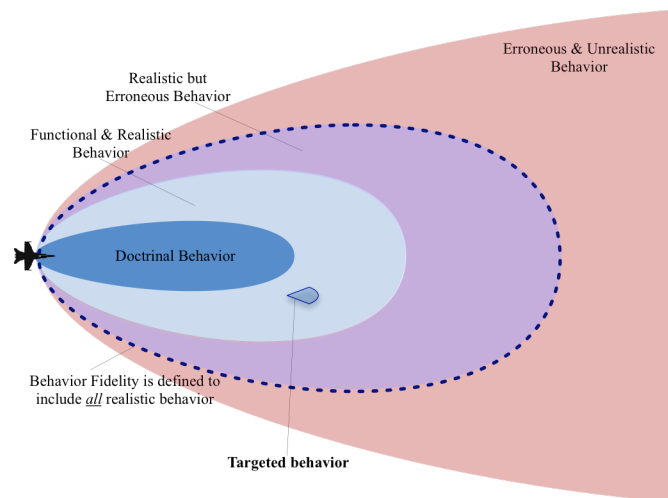 Erroneous & Unrealistic
Behavior
Realistic but
Erroneous Behavior
Functional & Realistic
Behavior
Doctrinal Behavior
Behavior Fidelity is defined to
include all realistic behavior
Targeted behavior